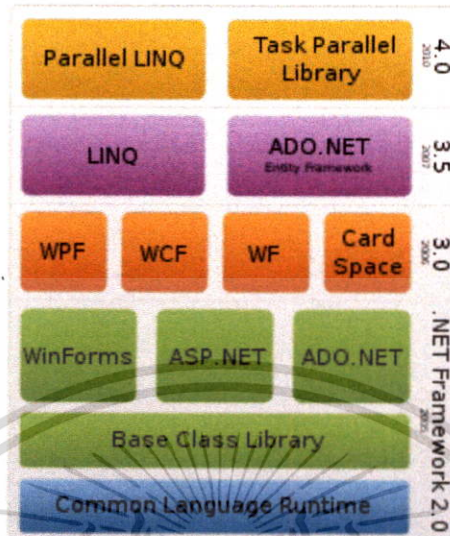 Parallel LINQ
Task Parallel
Library
4.0
2010
LINQ
ADO.NET
Entity Framework
3.5
2007
WPF
WCF
WF
Card
Space
3.0
2006
WinForms
ASP.NET
ADO.NET
Base Class Library
Common Language Runtime
.NET Framework 2.0
2005